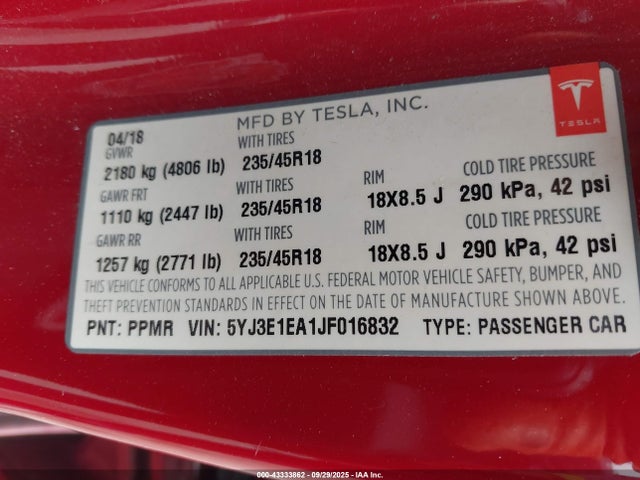 MFD BY TESLA, INC.
TESLA
04/18
GVWR WITH TIRES
2180 kg (4806 lb) 235/45R18
GAWR FRT WITH TIRES RIM COLD TIRE PRESSURE
1110 kg (2447 lb) 235/45R18 18X8.5 J 290 kPa, 42 psi
GAWR RR WITH TIRES RIM COLD TIRE PRESSURE
1257 kg (2771 lb) 235/45R18 18X8.5 J 290 kPa, 42 psi
THIS VEHICLE CONFORMS TO ALL APPLICABLE U.S. FEDERAL MOTOR VEHICLE SAFETY, BUMPER, AND
THEFT PREVENTION STANDARDS IN EFFECT ON THE DATE OF MANUFACTURE SHOWN ABOVE.
PNT: PPMR VIN: 5YJ3E1EA1JF016832 TYPE: PASSENGER CAR
000-43333862 - 09/29/2025 - IAA Inc.